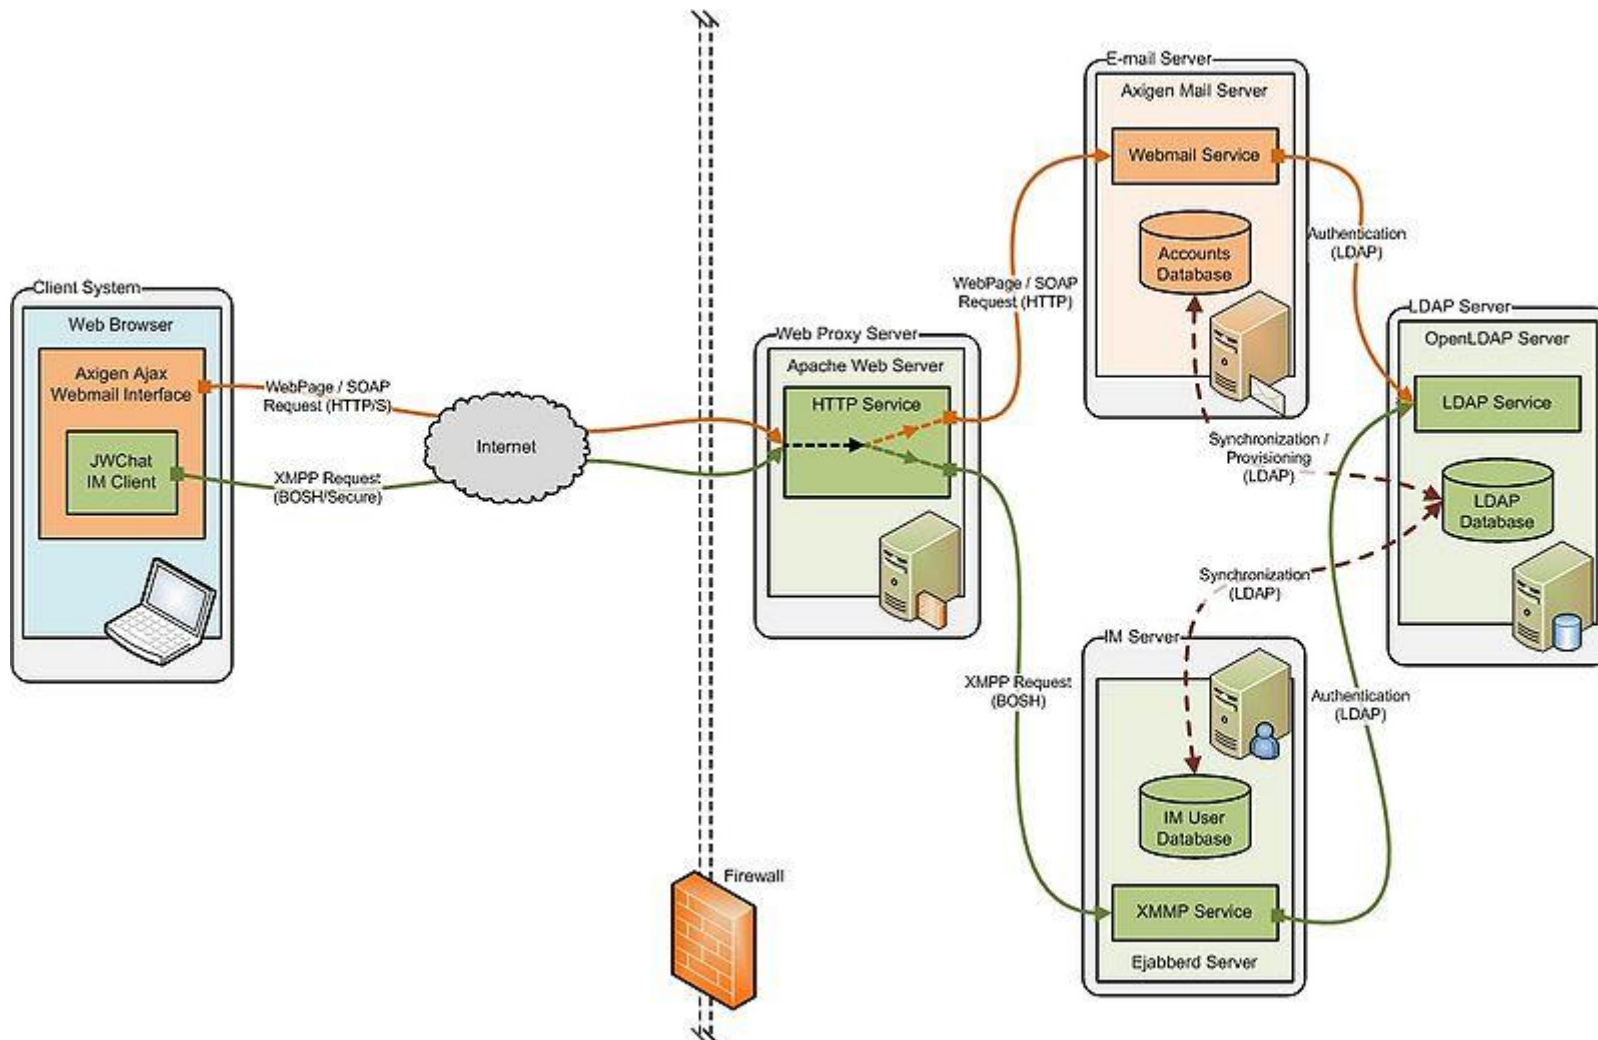 E-mail Server
Axigen Mail Server
Webmail Service
Accounts
Database
Authentication
(LDAP)
WebPage / SOAP
Request (HTTP)
Client System
Web Browser
Axigen Ajax
Webmail Interface
JWChat
IM Client
WebPage / SOAP
Request (HTTP/S)
XMPP Request
(BOSH/Secure)
Internet
Web Proxy Server
Apache Web Server
HTTP Service
LDAP Server
OpenLDAP Server
LDAP Service
LDAP
Database
Synchronization /
Provisioning
(LDAP)
Synchronization
(LDAP)
IM Server
XMPP Request
(BOSH)
Authentication
(LDAP)
IM User
Database
XMMP Service
Ejabberd Server
Firewall